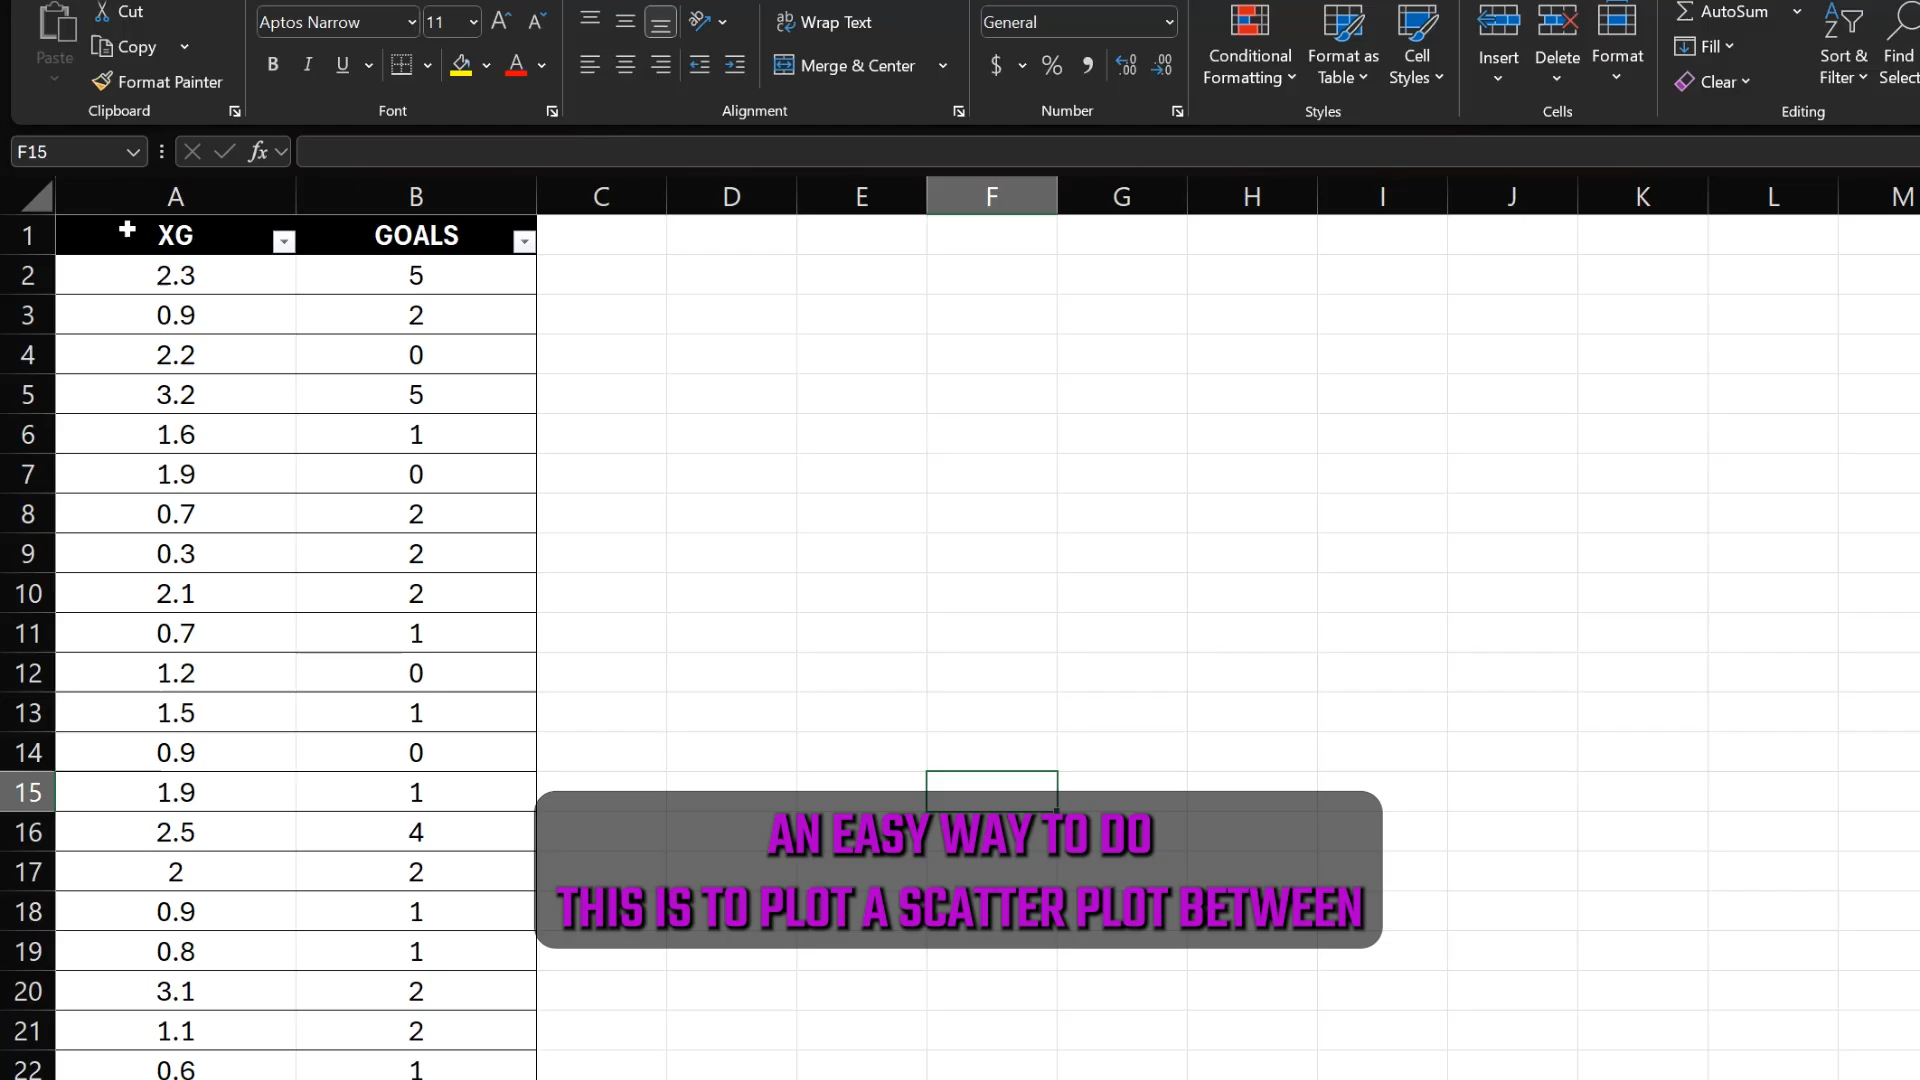 Cut
Aptos Narrow 11 A A
ab Wrap Text
General
AutoSum
Paste
Copy
Conditional Formatting
Format as Table
Cell Styles
Insert
Delete
Format
Fill
Sort & Filter
Find
Select
Format Painter
B I U A
Merge & Center
$ % 9 .00 .00
Clear
Clipboard
Font
Alignment
Number
Styles
Cells
Editing
F15
fx
A B C D E F G H I J K L M
1 XG GOALS
2 2.3 5
3 0.9 2
4 2.2 0
5 3.2 5
6 1.6 1
7 1.9 0
8 0.7 2
9 0.3 2
10 2.1 2
11 0.7 1
12 1.2 0
13 1.5 1
14 0.9 0
15 1.9 1
16 2.5 4
17 2 2
18 0.9 1
19 0.8 1
20 3.1 2
21 1.1 2
22 0.6 1
AN EASY WAY TO DO
THIS IS TO PLOT A SCATTER PLOT BETWEEN